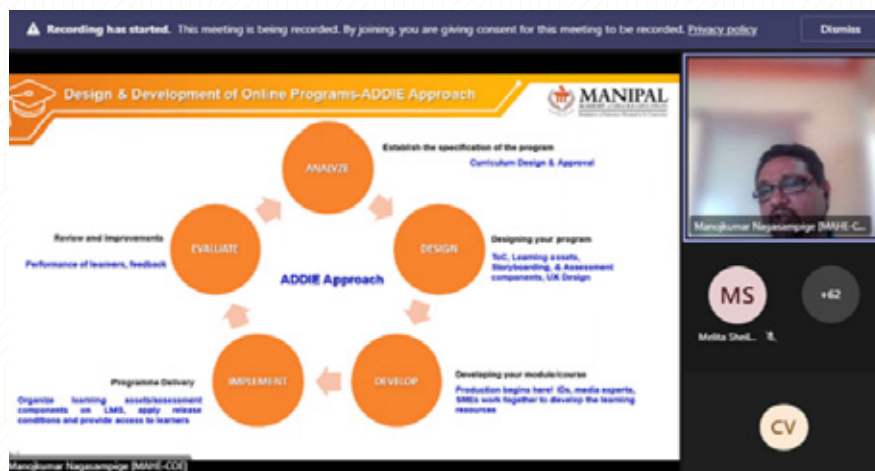 Recording has started. This meeting is being recorded. By joining, you are giving consent for this meeting to be recorded. Privacy policy
Dismiss
Design & Development of Online Programs-ADDIE Approach
MANIPAL
ANALYZE
Establish the specification of the program
Curriculum Design & Approval
DESIGN
Designing your program
ToC, Learning assets,
Storyboarding, & Assessment
components, UX Design
DEVELOP
Developing your module/course
Production begins here! IDs, media experts,
SMEs work together to develop the learning
resources
IMPLEMENT
Programme Delivery
Organize learning assets/assessment
components on LMS, apply release
conditions and provide access to learners
EVALUATE
Review and Improvements
Performance of learners, feedback
ADDIE Approach
Manojkumar Nagasampige (MAHE-COE)
Manojkumar Nagasampige (MAHE-C...
MS
Melita Sheil...
+62
CV